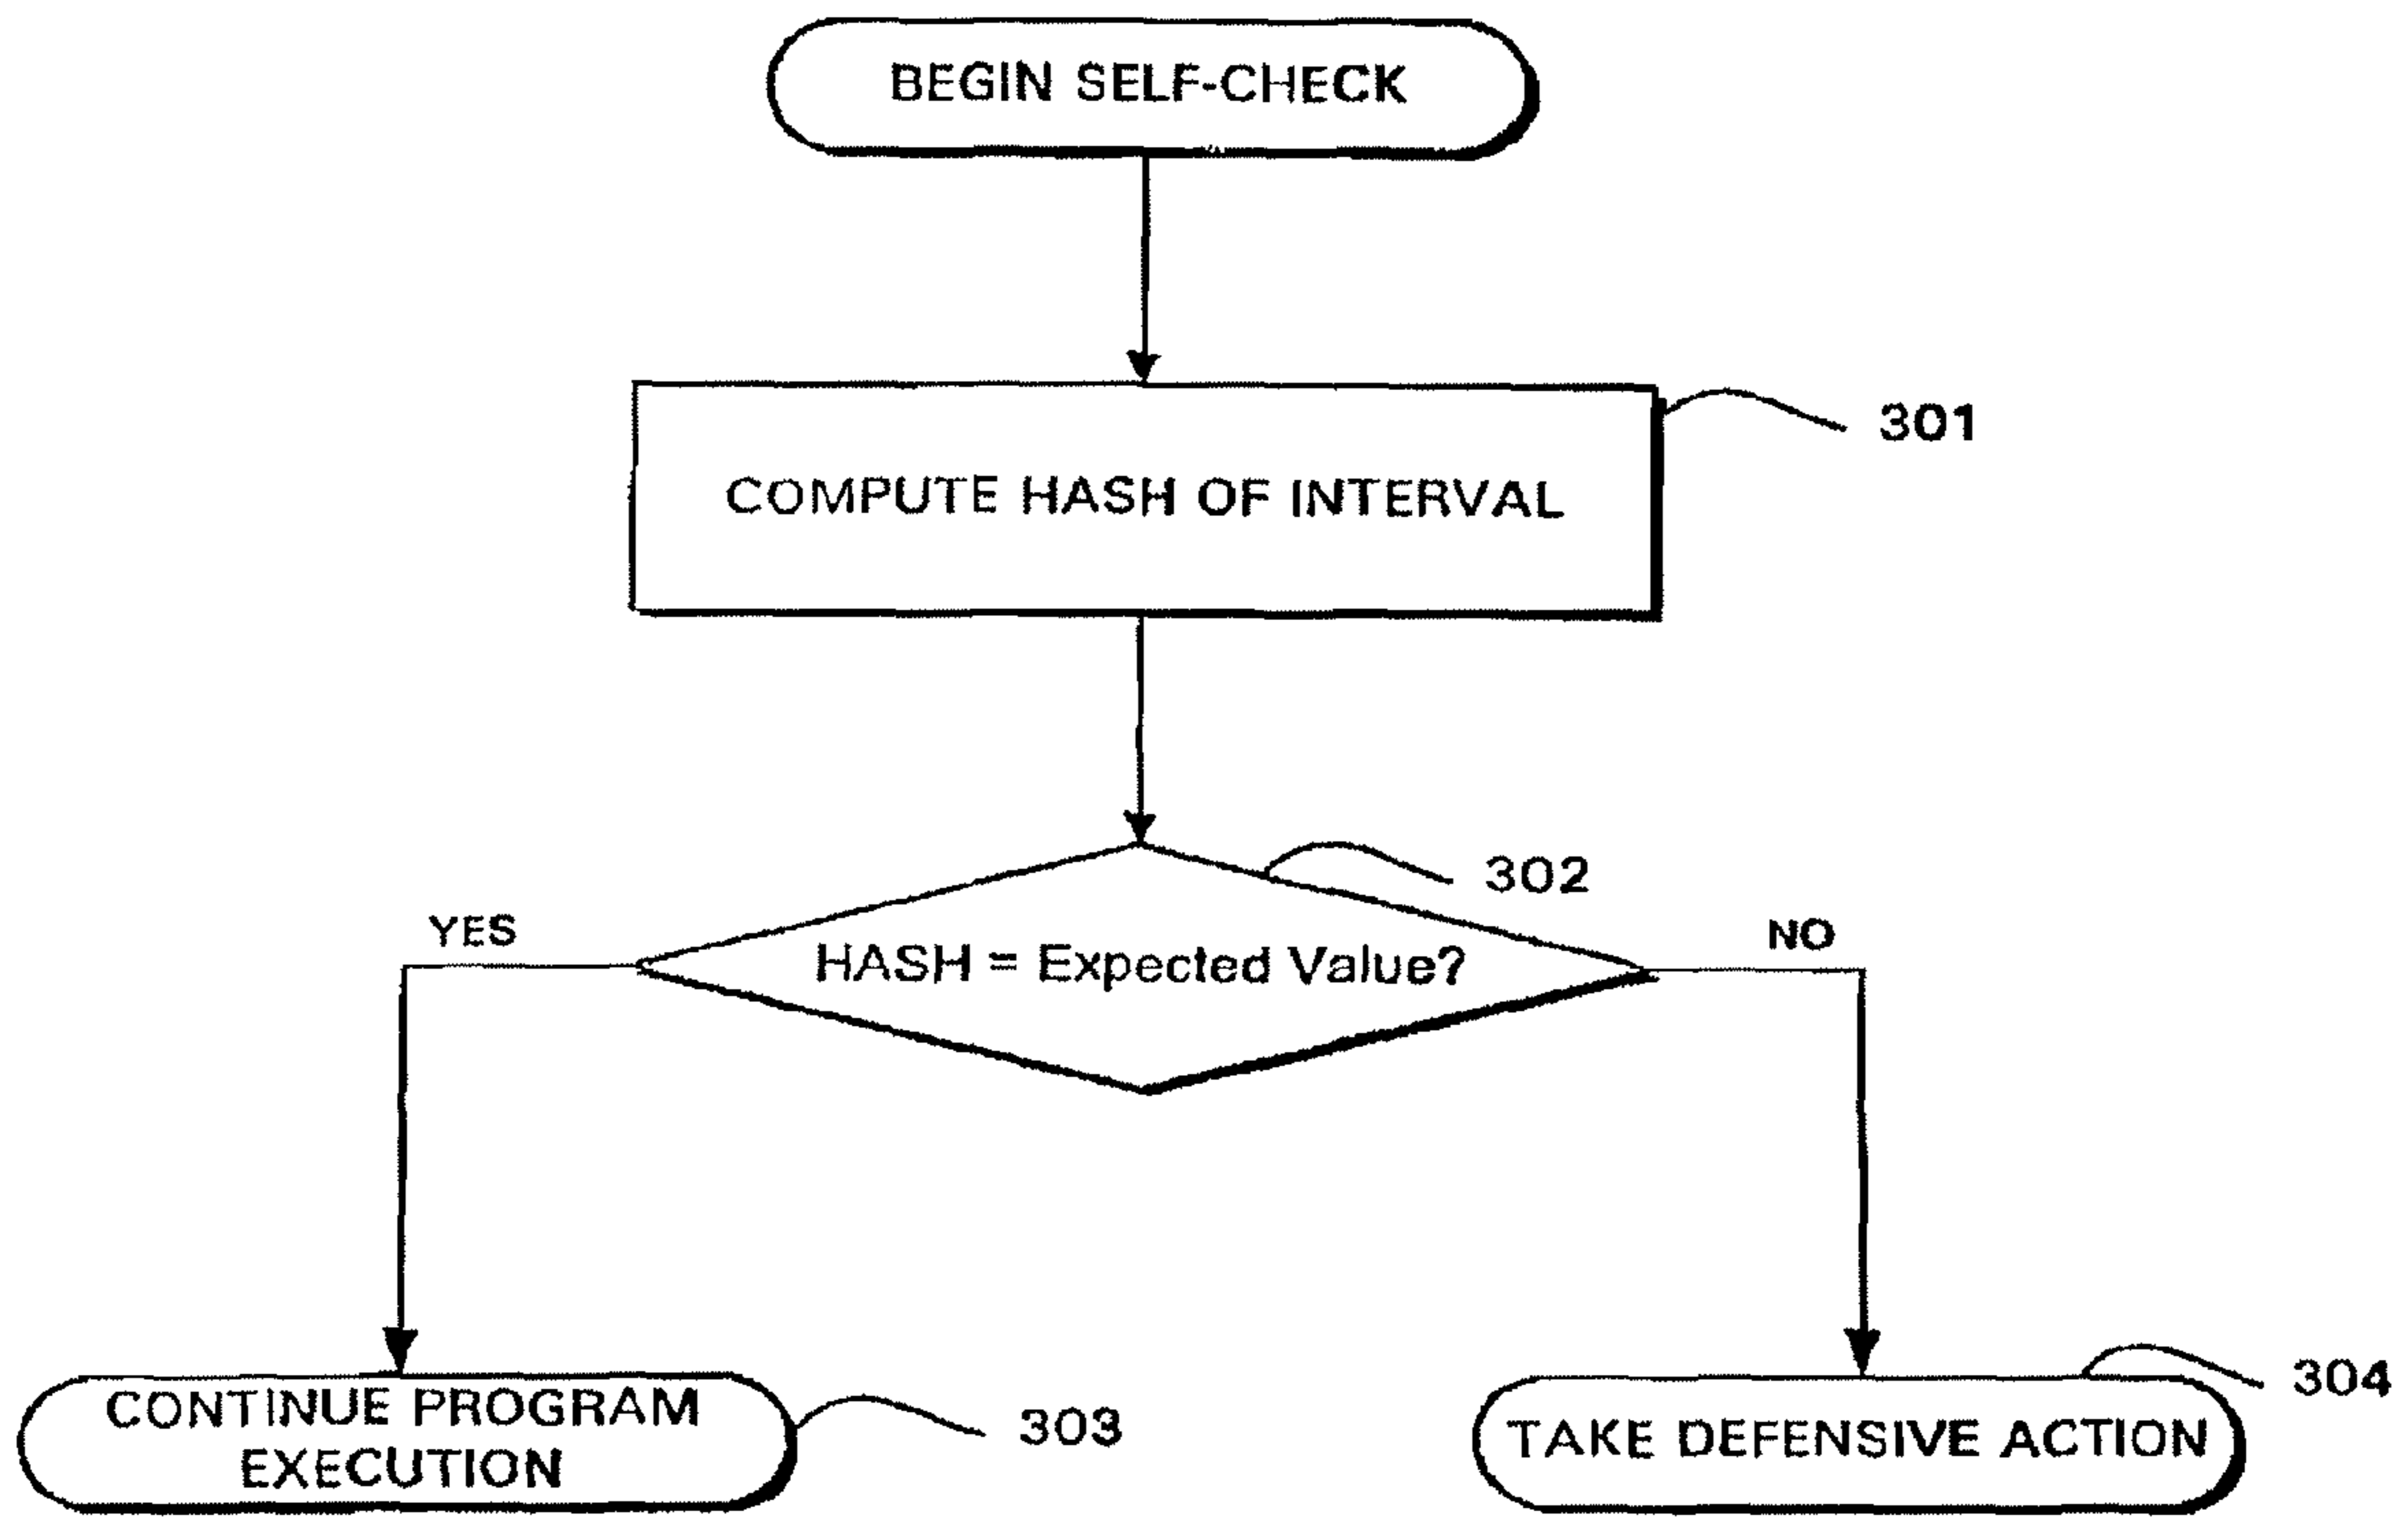 BEGIN SELF-CHECK
301
COMPUTE HASH OF INTERVAL
302
YES
NO
HASH = Expected Value?
304
CONTINUE PROGRAM
EXECUTION
303
TAKE DEFENSIVE ACTION